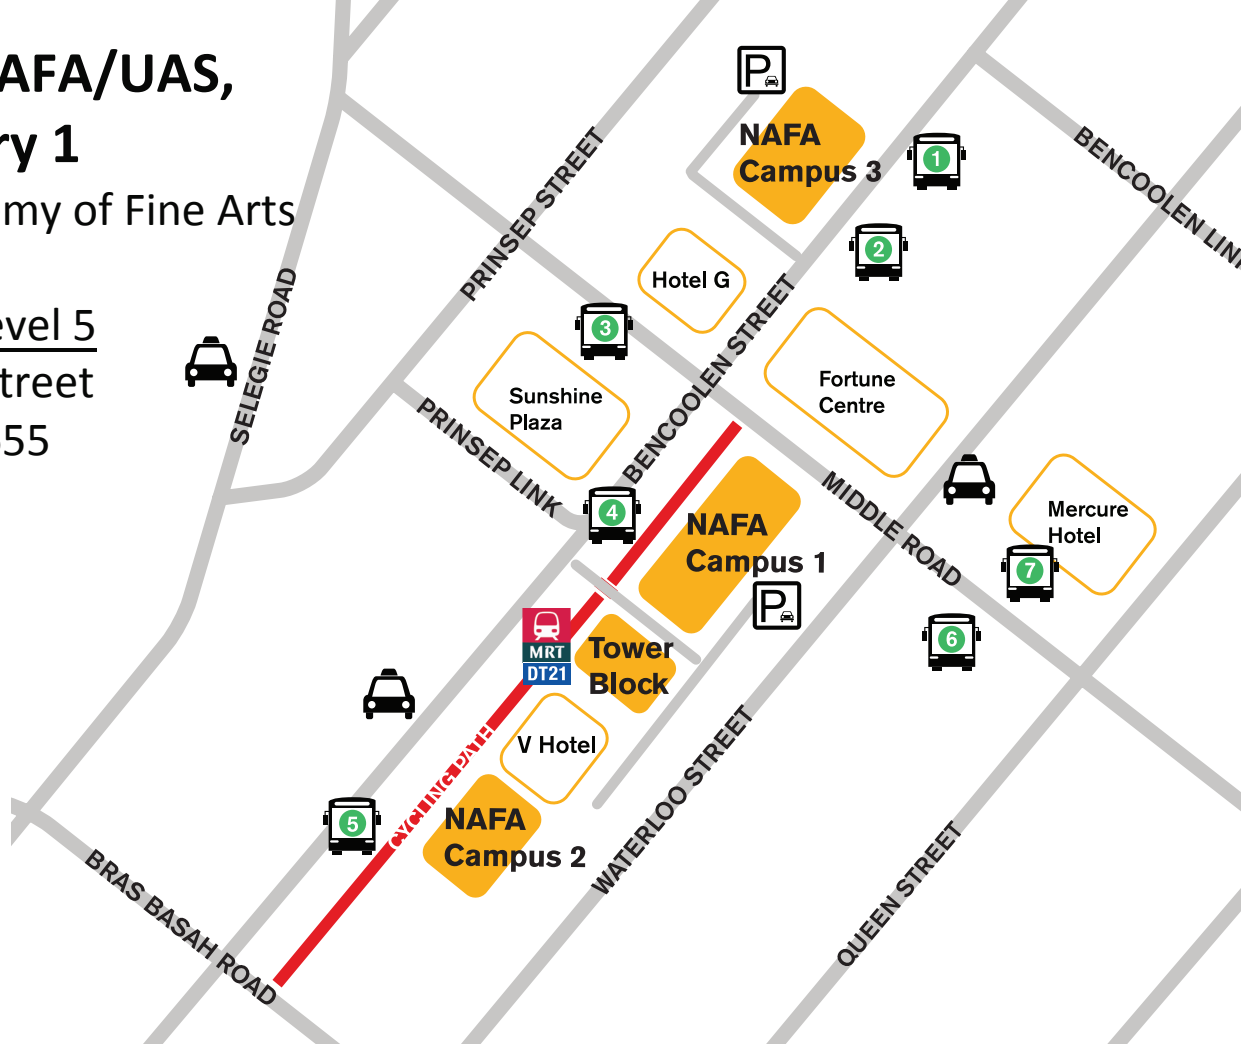 AFA/UAS,
ry 1
my of Fine Arts
evel 5
treet
55
P
NAFA
Campus 3
1
2
BENCOOLEN LINK
PRINSEP STREET
SELEGIE ROAD
Hotel G
3
BENCOOLEN STREET
Sunshine
Plaza
Fortune
Centre
PRINSEP LINK
4
MIDDLE ROAD
NAFA
Campus 1
Mercure
Hotel
7
P
6
MRT
DT21
Tower
Block
V Hotel
CYCLING PATH
5
NAFA
Campus 2
WATERLOO STREET
QUEEN STREET
BRAS BASAH ROAD